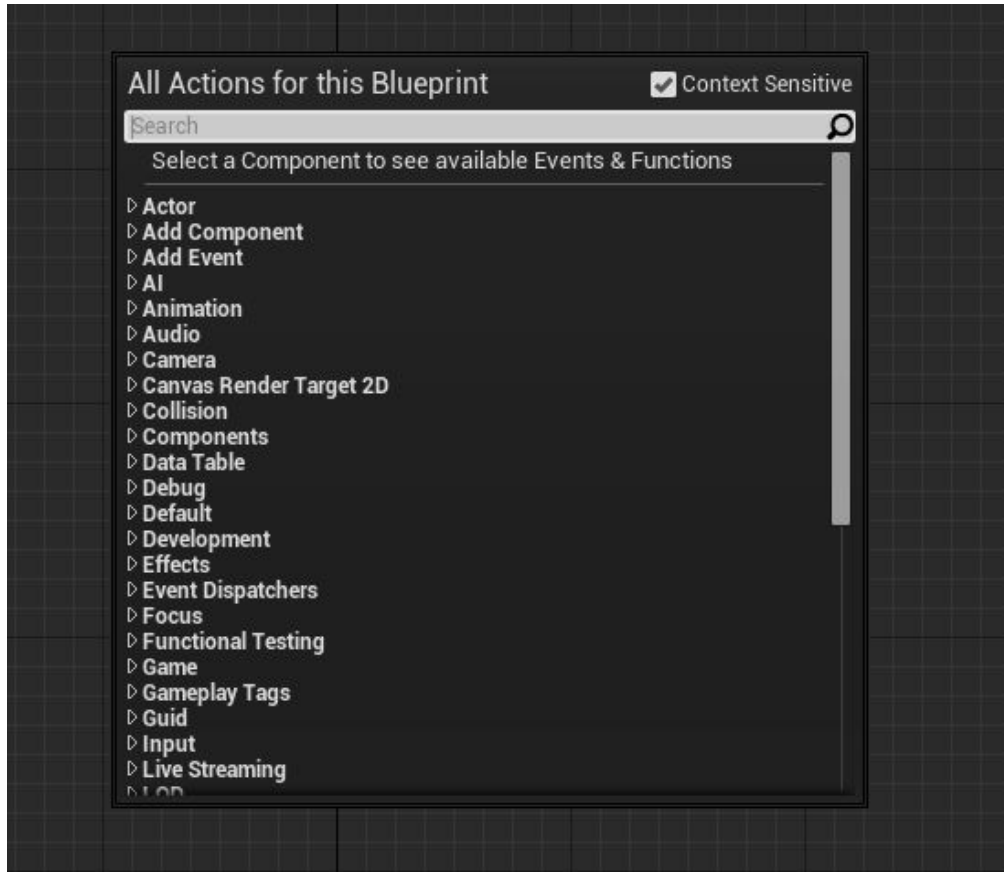 All Actions for this Blueprint Context Sensitive
Search
Select a Component to see available Events & Functions
Actor
Add Component
Add Event
AI
Animation
Audio
Camera
Canvas Render Target 2D
Collision
Components
Data Table
Debug
Default
Development
Effects
Event Dispatchers
Focus
Functional Testing
Game
Gameplay Tags
Guid
Input
Live Streaming
LOD